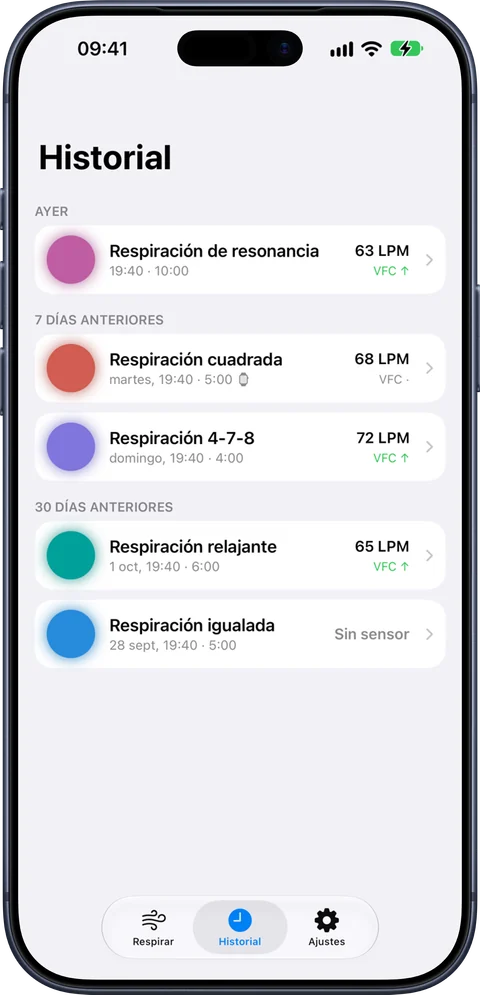 09:41
Historial
AYER
Respiración de resonancia
63 LPM
19:40 · 10:00
VFC ↑
7 DÍAS ANTERIORES
Respiración cuadrada
68 LPM
martes, 19:40 · 5:00
VFC ·
Respiración 4-7-8
72 LPM
domingo, 19:40 · 4:00
VFC ↑
30 DÍAS ANTERIORES
Respiración relajante
65 LPM
1 oct, 19:40 · 6:00
VFC ↑
Respiración igualada
Sin sensor
28 sept, 19:40 · 5:00
Respirar
Historial
Ajustes